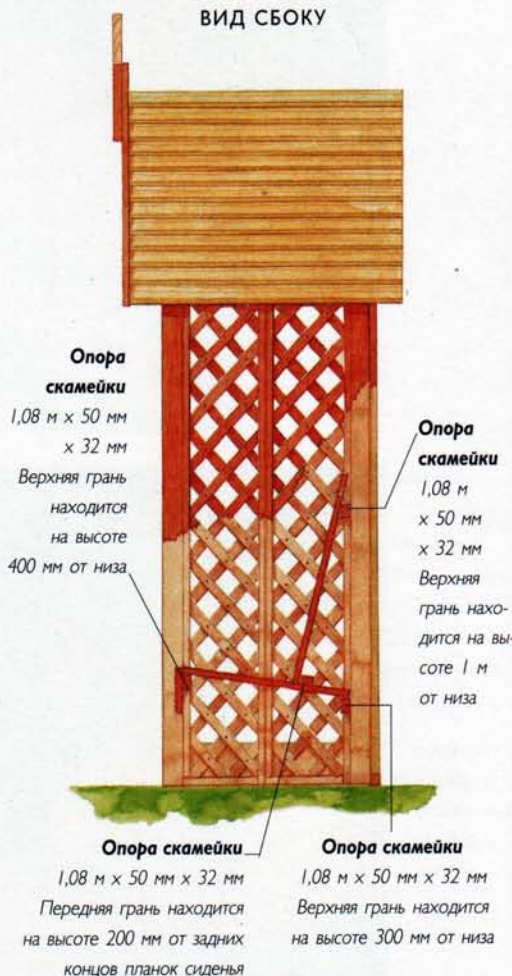 ВИД СБОКУ
Опора
скамейки
1,08 м х 50 мм
х 32 мм
Верхняя грань
находится
на высоте
400 мм от низа
Опора
скамейки
1,08 м
х 50 мм
х 32 мм
Верхняя
грань нахо-
дится на вы-
соте 1 м
от низа
Опора скамейки
1,08 м х 50 мм х 32 мм
Передняя грань находится
на высоте 200 мм от задних
концов планок сиденья
Опора скамейки
1,08 м х 50 мм х 32 мм
Верхняя грань находится
на высоте 300 мм от низа